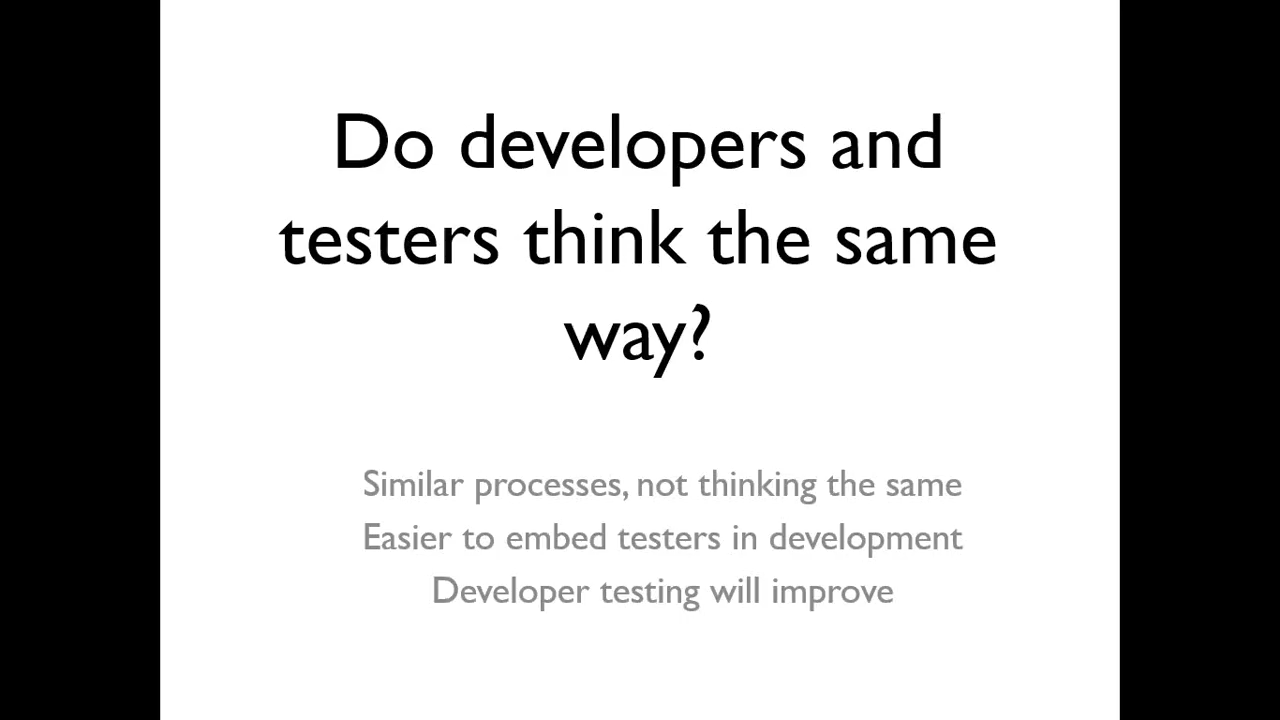 Do developers and
testers think the same
way?
Similar processes, not thinking the same
Easier to embed testers in development
Developer testing will improve